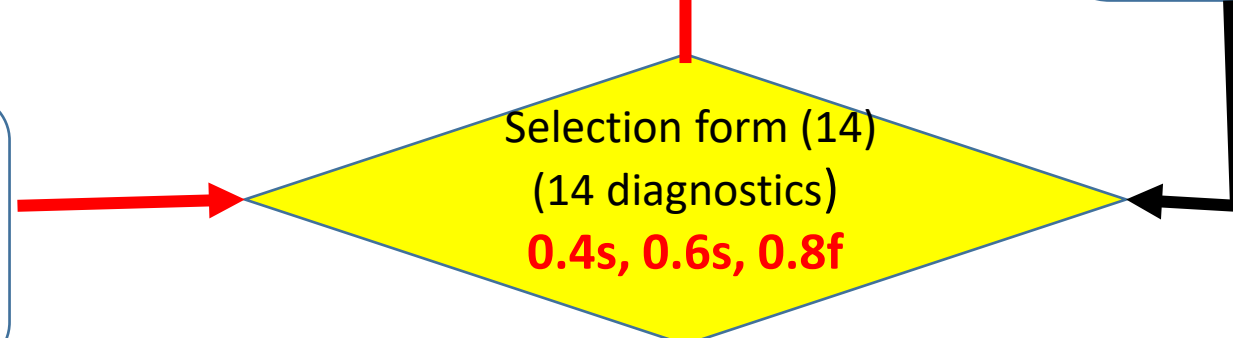 Selection form (14)
(14 diagnostics)
0.4s, 0.6s, 0.8f